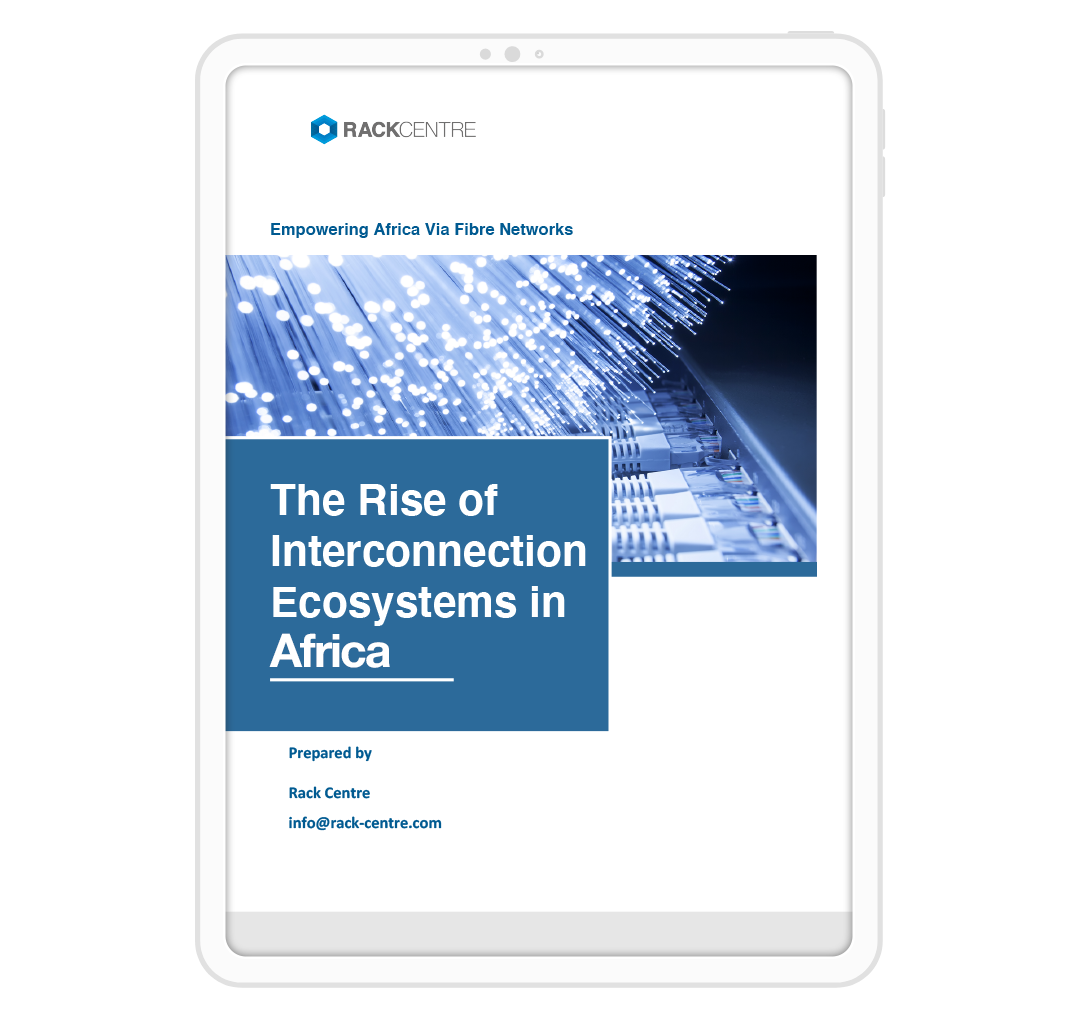 RACKCENTRE
Empowering Africa Via Fibre Networks
The Rise of
Interconnection
Ecosystems in
Africa
Prepared by
Rack Centre
info@rack-centre.com